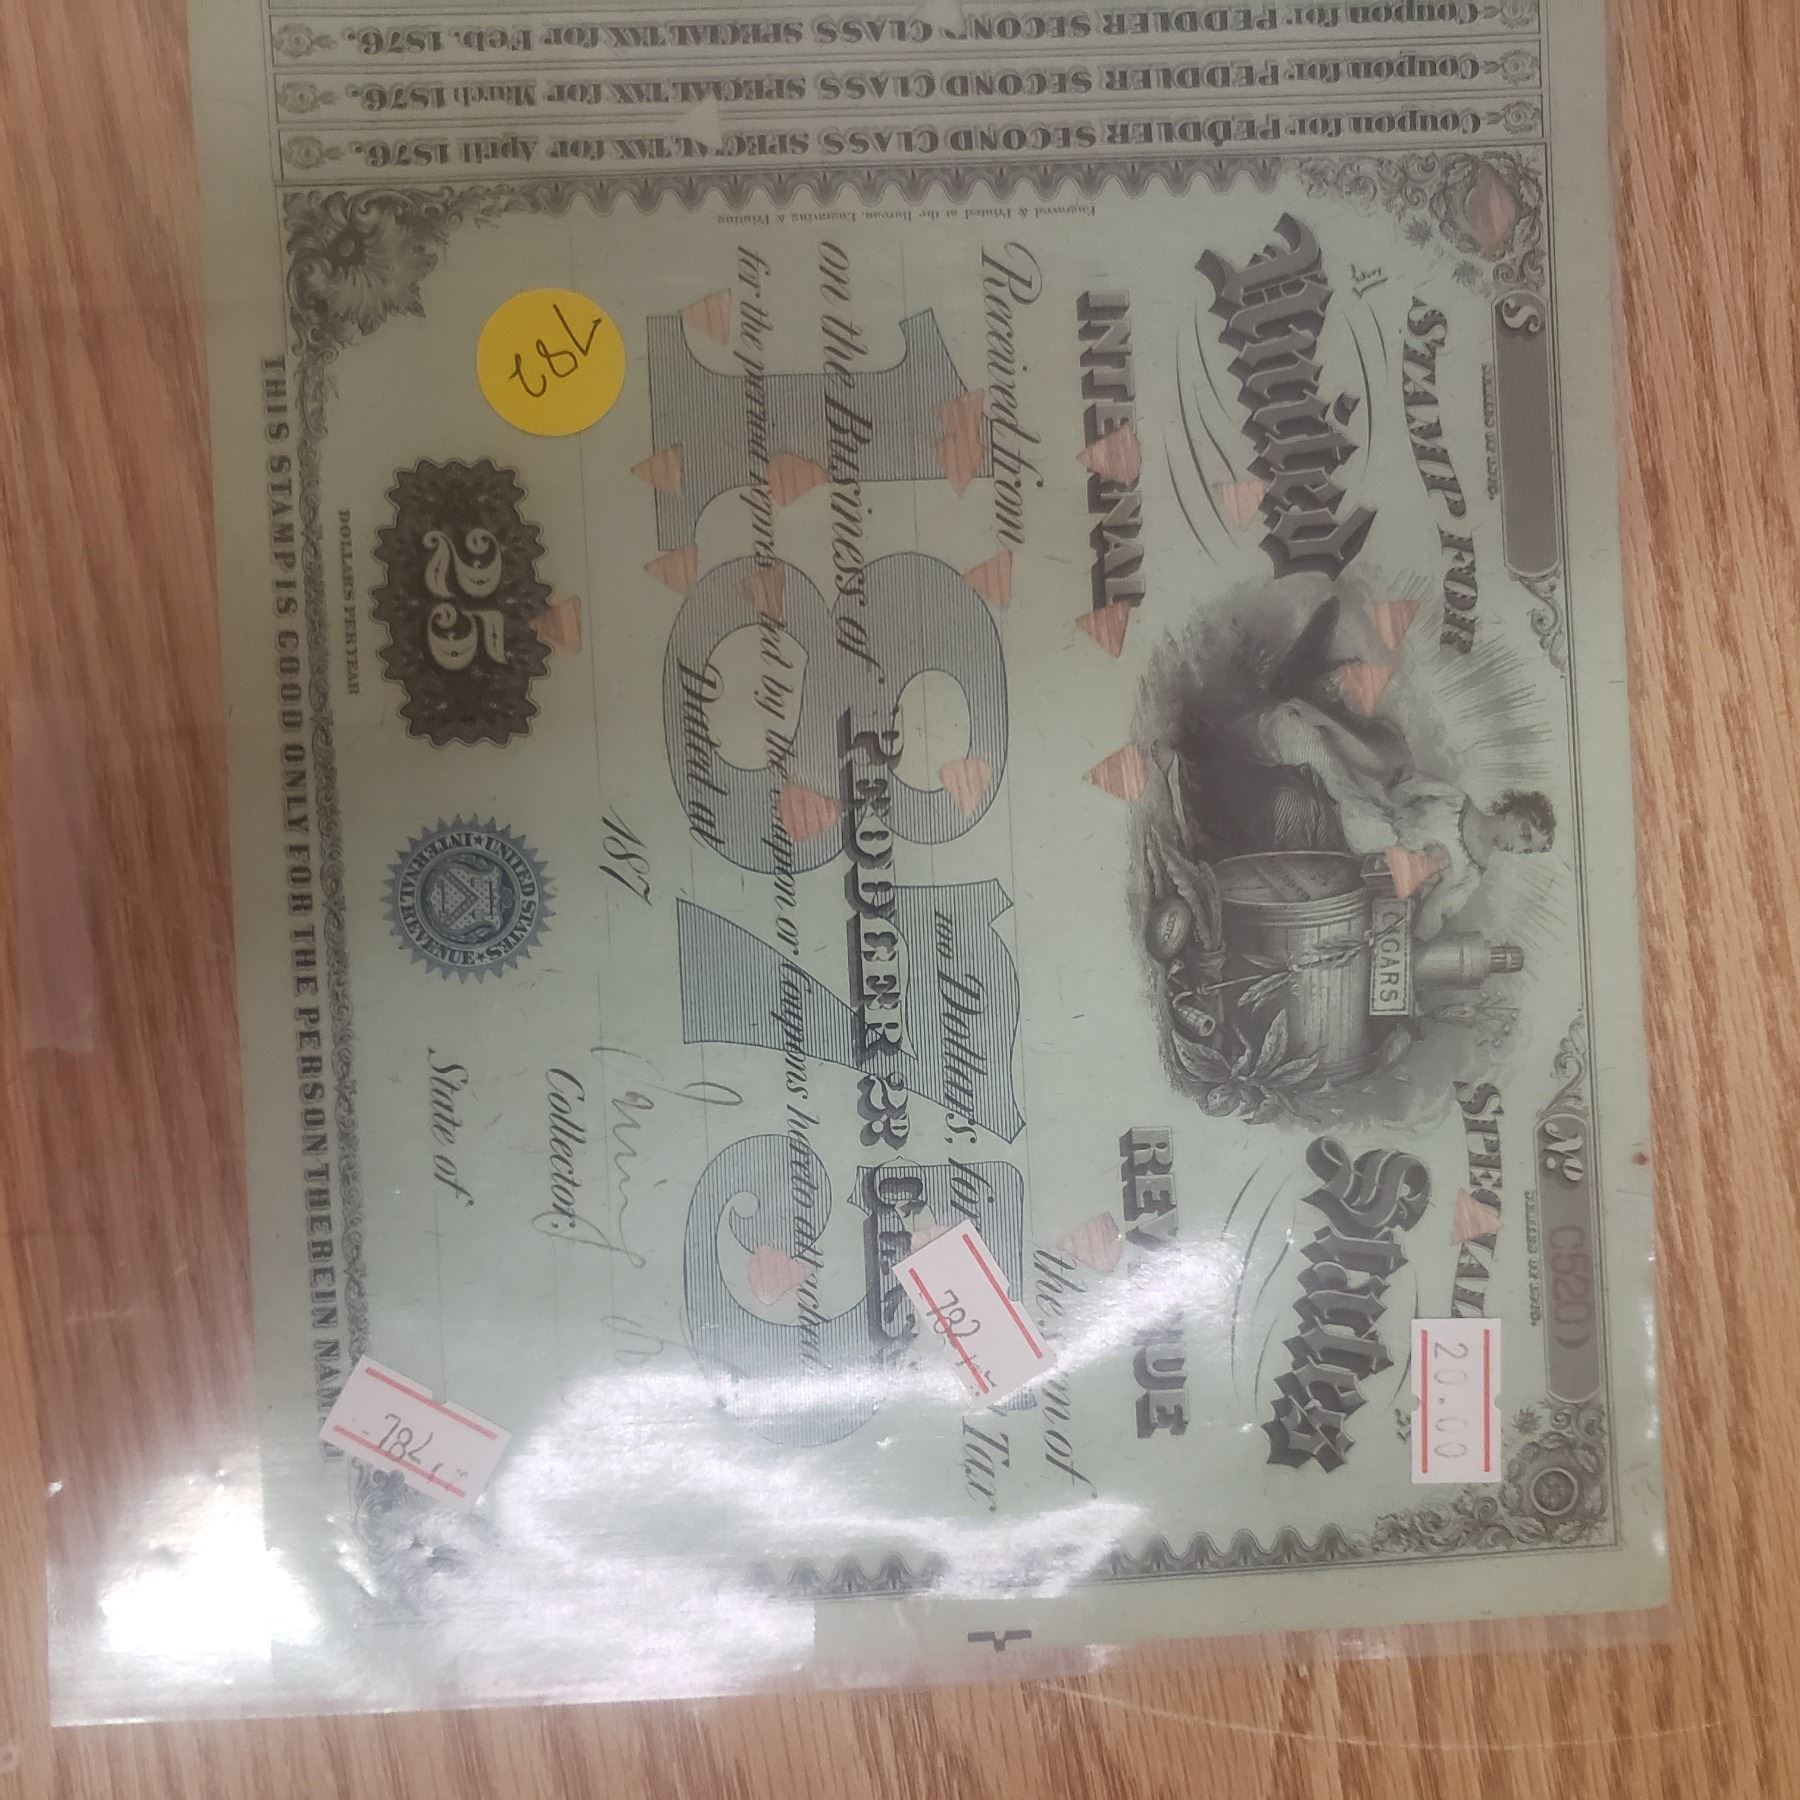 Coupon for PEDDLER SECOND CLASS SPECIAL TAX for Feb. 1876.
Coupon for PEDDLER SECOND CLASS SPECIAL TAX for March 1876.
Coupon for PEDDLER SECOND CLASS SPECIAL TAX for April 1876.
Engraved & Printed at the Bureau, Engraving & Printing.
S
No. C5201
STAMP FOR SPECIAL
20.00
United States
CIGARS
INTERNAL REVENUE
Received from the sum of
100 Dollars, for Tax
on the Business of PEDDLER 2ND CLASS
for the period represented by the coupon or Coupons hereto attached
Dated at
187
1875
782
782
782
Collector,
State of
25
DOLLARS PER YEAR
UNITED STATES INTERNAL REVENUE
THIS STAMP IS GOOD ONLY FOR THE PERSON THEREIN NAMED